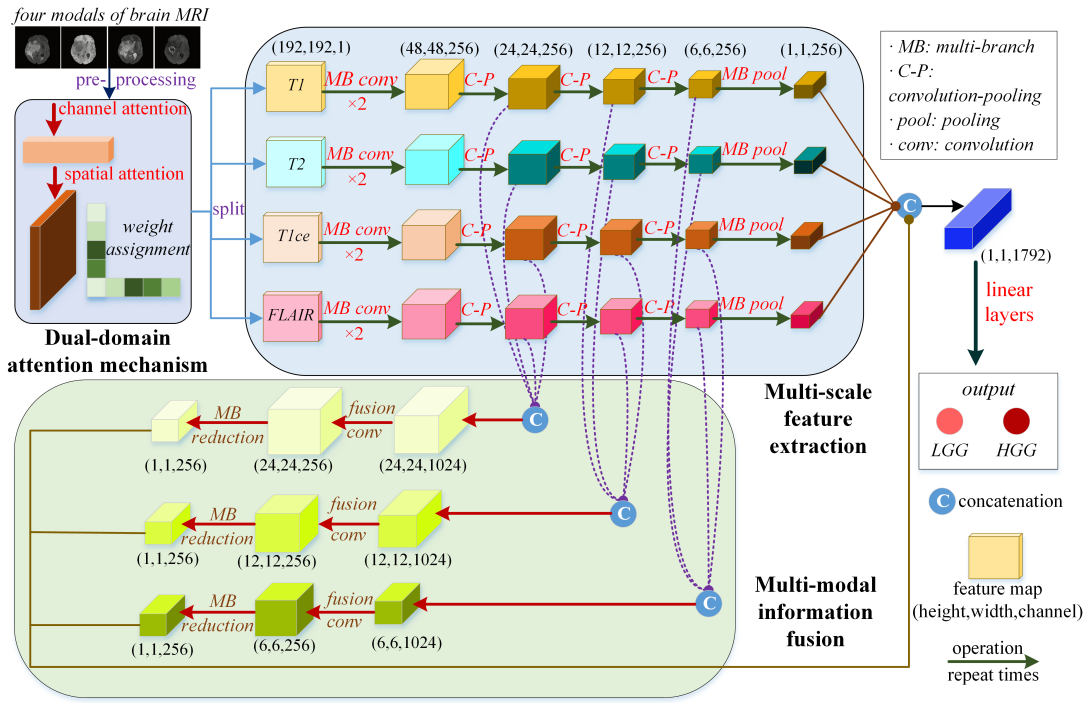 four modals of brain MRI
pre-processing
channel attention
spatial attention
weight
assignment
Dual-domain
attention mechanism
split
(192,192,1)
(48,48,256)
(24,24,256)
(12,12,256)
(6,6,256)
(1,1,256)
T1
MB conv
×2
C-P
C-P
C-P
MB pool
T2
MB conv
×2
C-P
C-P
C-P
MB pool
T1ce
MB conv
×2
C-P
C-P
C-P
MB pool
FLAIR
MB conv
×2
C-P
C-P
C-P
MB pool
Multi-scale
feature
extraction
· MB: multi-branch
· C-P:
convolution-pooling
· pool: pooling
· conv: convolution
C
(1,1,1792)
linear
layers
output
LGG
HGG
C concatenation
feature map
(height,width,channel)
operation
repeat times
MB
reduction
fusion
conv
C
(1,1,256)
(24,24,256)
(24,24,1024)
MB
reduction
fusion
conv
C
(1,1,256)
(12,12,256)
(12,12,1024)
MB
reduction
fusion
conv
C
(1,1,256)
(6,6,256)
(6,6,1024)
Multi-modal
information
fusion